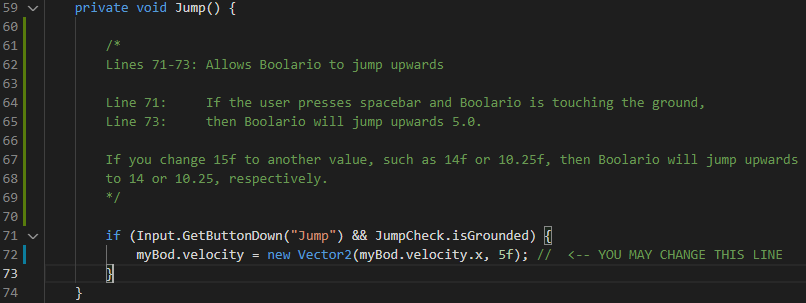 59 private void Jump() {
60
61 /*
62 Lines 71-73: Allows Boolario to jump upwards
63
64 Line 71: If the user presses spacebar and Boolario is touching the ground,
65 Line 73: then Boolario will jump upwards 5.0.
66
67 If you change 15f to another value, such as 14f or 10.25f, then Boolario will jump upwards
68 to 14 or 10.25, respectively.
69 */
70
71 if (Input.GetButtonDown("Jump") && JumpCheck.isGrounded) {
72 myBod.velocity = new Vector2(myBod.velocity.x, 5f); // <-- YOU MAY CHANGE THIS LINE
73 }
74 }